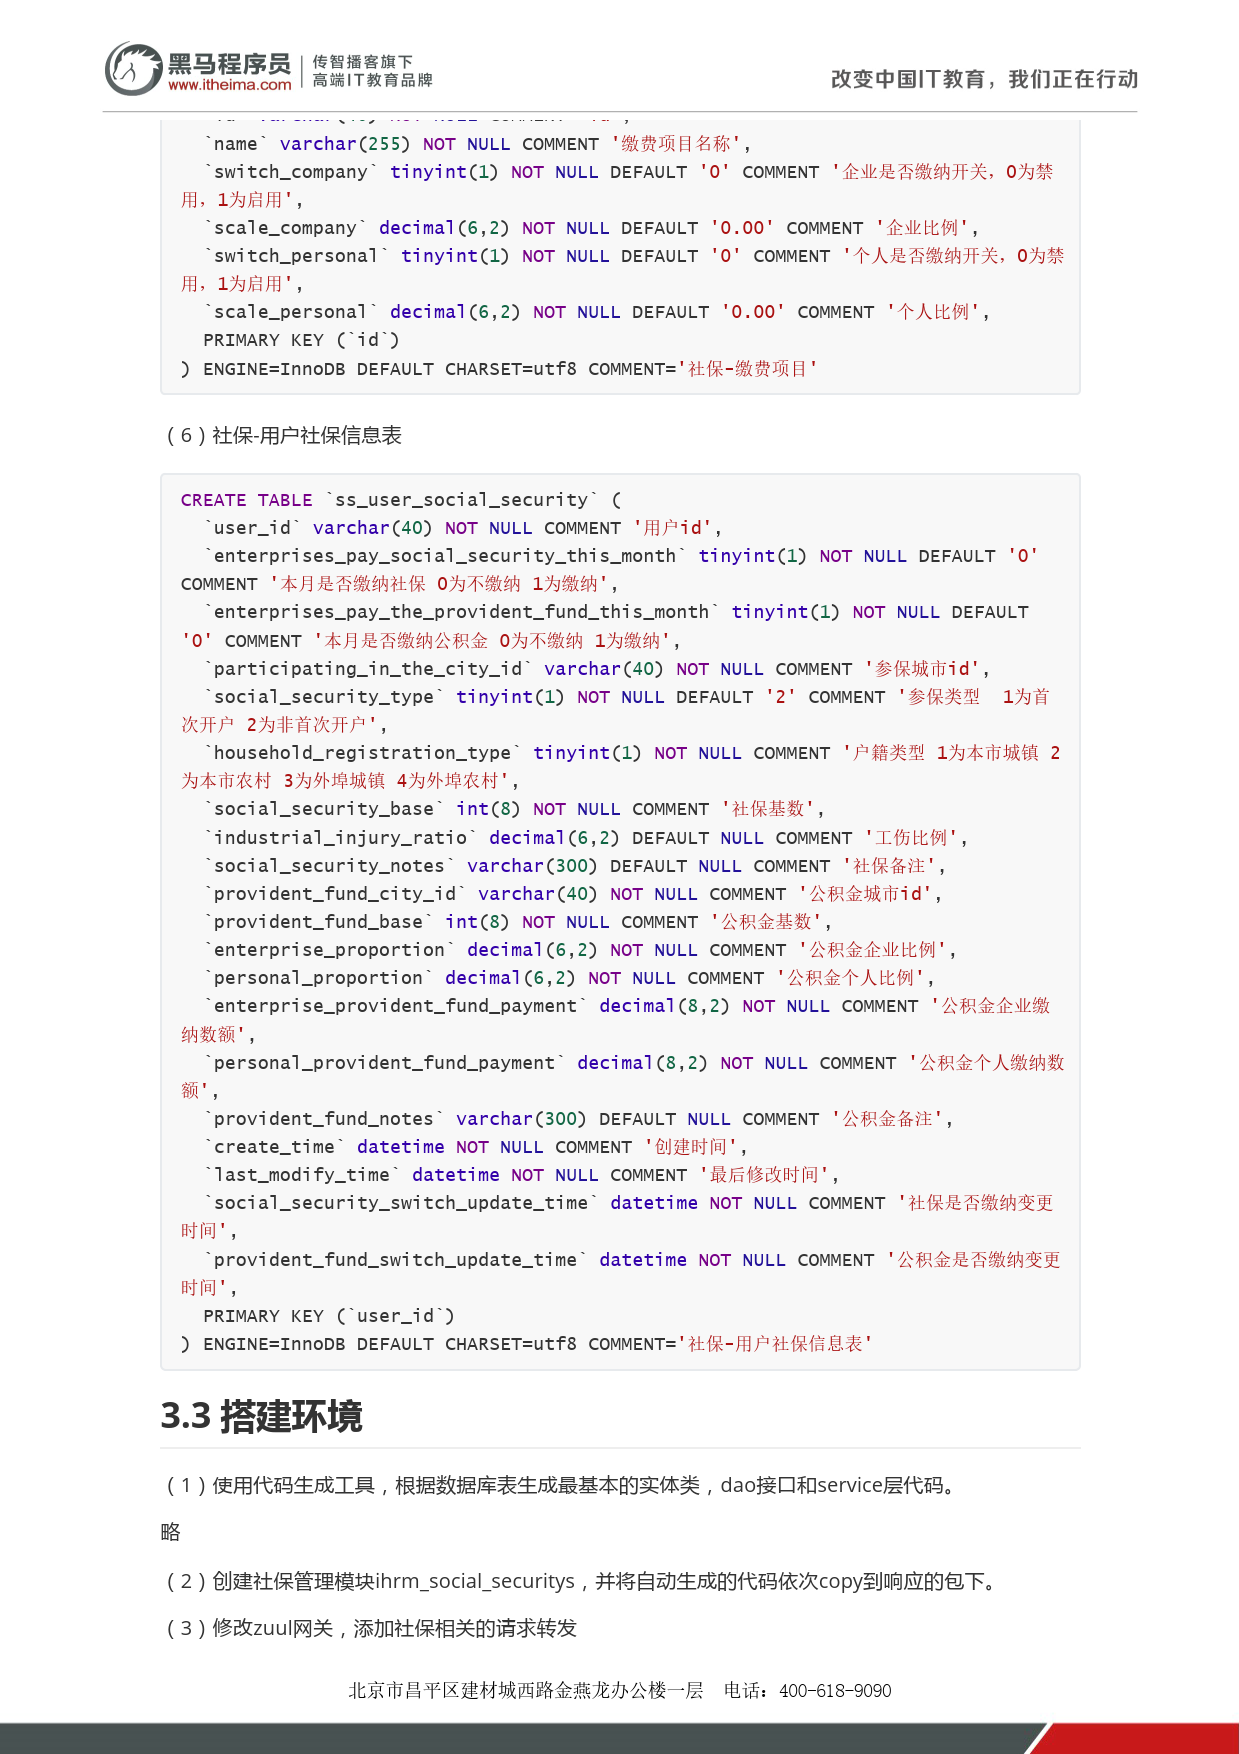 黑马程序员
www.itheima.com
传智播客旗下
高端IT教育品牌
改变中国IT教育，我们正在行动
`name` varchar(255) NOT NULL COMMENT '缴费项目名称',
`switch_company` tinyint(1) NOT NULL DEFAULT '0' COMMENT '企业是否缴纳开关，0为禁
用，1为启用',
`scale_company` decimal(6,2) NOT NULL DEFAULT '0.00' COMMENT '企业比例',
`switch_personal` tinyint(1) NOT NULL DEFAULT '0' COMMENT '个人是否缴纳开关，0为禁
用，1为启用',
`scale_personal` decimal(6,2) NOT NULL DEFAULT '0.00' COMMENT '个人比例',
PRIMARY KEY (`id`)
) ENGINE=InnoDB DEFAULT CHARSET=utf8 COMMENT='社保-缴费项目'
（6）社保-用户社保信息表
CREATE TABLE `ss_user_social_security` (
`user_id` varchar(40) NOT NULL COMMENT '用户id',
`enterprises_pay_social_security_this_month` tinyint(1) NOT NULL DEFAULT '0'
COMMENT '本月是否缴纳社保 0为不缴纳 1为缴纳',
`enterprises_pay_the_provident_fund_this_month` tinyint(1) NOT NULL DEFAULT
'0' COMMENT '本月是否缴纳公积金 0为不缴纳 1为缴纳',
`participating_in_the_city_id` varchar(40) NOT NULL COMMENT '参保城市id',
`social_security_type` tinyint(1) NOT NULL DEFAULT '2' COMMENT '参保类型  1为首
次开户 2为非首次开户',
`household_registration_type` tinyint(1) NOT NULL COMMENT '户籍类型 1为本市城镇 2
为本市农村 3为外埠城镇 4为外埠农村',
`social_security_base` int(8) NOT NULL COMMENT '社保基数',
`industrial_injury_ratio` decimal(6,2) DEFAULT NULL COMMENT '工伤比例',
`social_security_notes` varchar(300) DEFAULT NULL COMMENT '社保备注',
`provident_fund_city_id` varchar(40) NOT NULL COMMENT '公积金城市id',
`provident_fund_base` int(8) NOT NULL COMMENT '公积金基数',
`enterprise_proportion` decimal(6,2) NOT NULL COMMENT '公积金企业比例',
`personal_proportion` decimal(6,2) NOT NULL COMMENT '公积金个人比例',
`enterprise_provident_fund_payment` decimal(8,2) NOT NULL COMMENT '公积金企业缴
纳数额',
`personal_provident_fund_payment` decimal(8,2) NOT NULL COMMENT '公积金个人缴纳数
额',
`provident_fund_notes` varchar(300) DEFAULT NULL COMMENT '公积金备注',
`create_time` datetime NOT NULL COMMENT '创建时间',
`last_modify_time` datetime NOT NULL COMMENT '最后修改时间',
`social_security_switch_update_time` datetime NOT NULL COMMENT '社保是否缴纳变更
时间',
`provident_fund_switch_update_time` datetime NOT NULL COMMENT '公积金是否缴纳变更
时间',
PRIMARY KEY (`user_id`)
) ENGINE=InnoDB DEFAULT CHARSET=utf8 COMMENT='社保-用户社保信息表'
3.3 搭建环境
（1）使用代码生成工具，根据数据库表生成最基本的实体类，dao接口和service层代码。
略
（2）创建社保管理模块ihrm_social_securitys，并将自动生成的代码依次copy到响应的包下。
（3）修改zuul网关，添加社保相关的请求转发
北京市昌平区建材城西路金燕龙办公楼一层  电话：400-618-9090